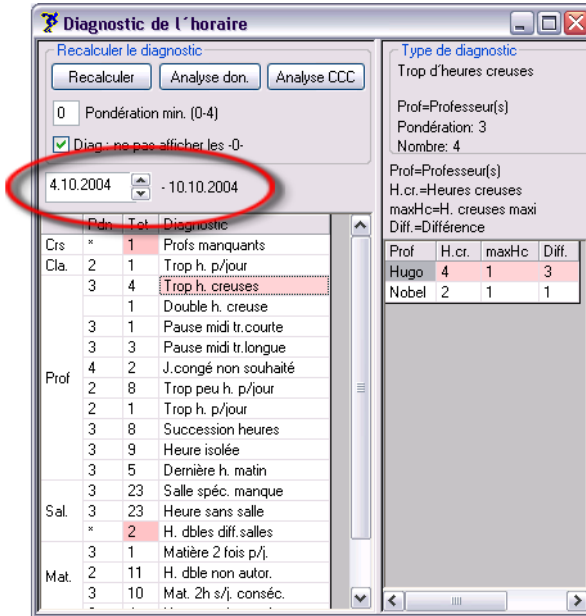 Diagnostic de l´horaire
Recalculer le diagnostic
Recalculer Analyse don. Analyse CCC
0 Pondération min. (0-4)
Diag.: ne pas afficher les -0-
4.10.2004 - 10.10.2004
Pdn Tot Diagnostic
Crs * 1 Profs manquants
Cla. 2 1 Trop h. p/jour
3 4 Trop h. creuses
1 Double h. creuse
3 1 Pause midi tr.courte
3 3 Pause midi tr.longue
Prof 4 2 J.congé non souhaité
2 8 Trop peu h. p/jour
2 1 Trop h. p/jour
3 8 Succession heures
3 9 Heure isolée
3 5 Dernière h. matin
3 23 Salle spéc. manque
Sal. 3 23 Heure sans salle
* 2 H. dbles diff.salles
3 1 Matière 2 fois p/j.
Mat. 2 11 H. dble non autor.
3 10 Mat. 2h s/j. conséc.
Type de diagnostic
Trop d´heures creuses
Prof=Professeur(s)
Pondération: 3
Nombre: 4
Prof=Professeur(s)
H.cr.=Heures creuses
maxHc=H. creuses maxi
Diff.=Différence
Prof H.cr. maxHc Diff.
Hugo 4 1 3
Nobel 2 1 1